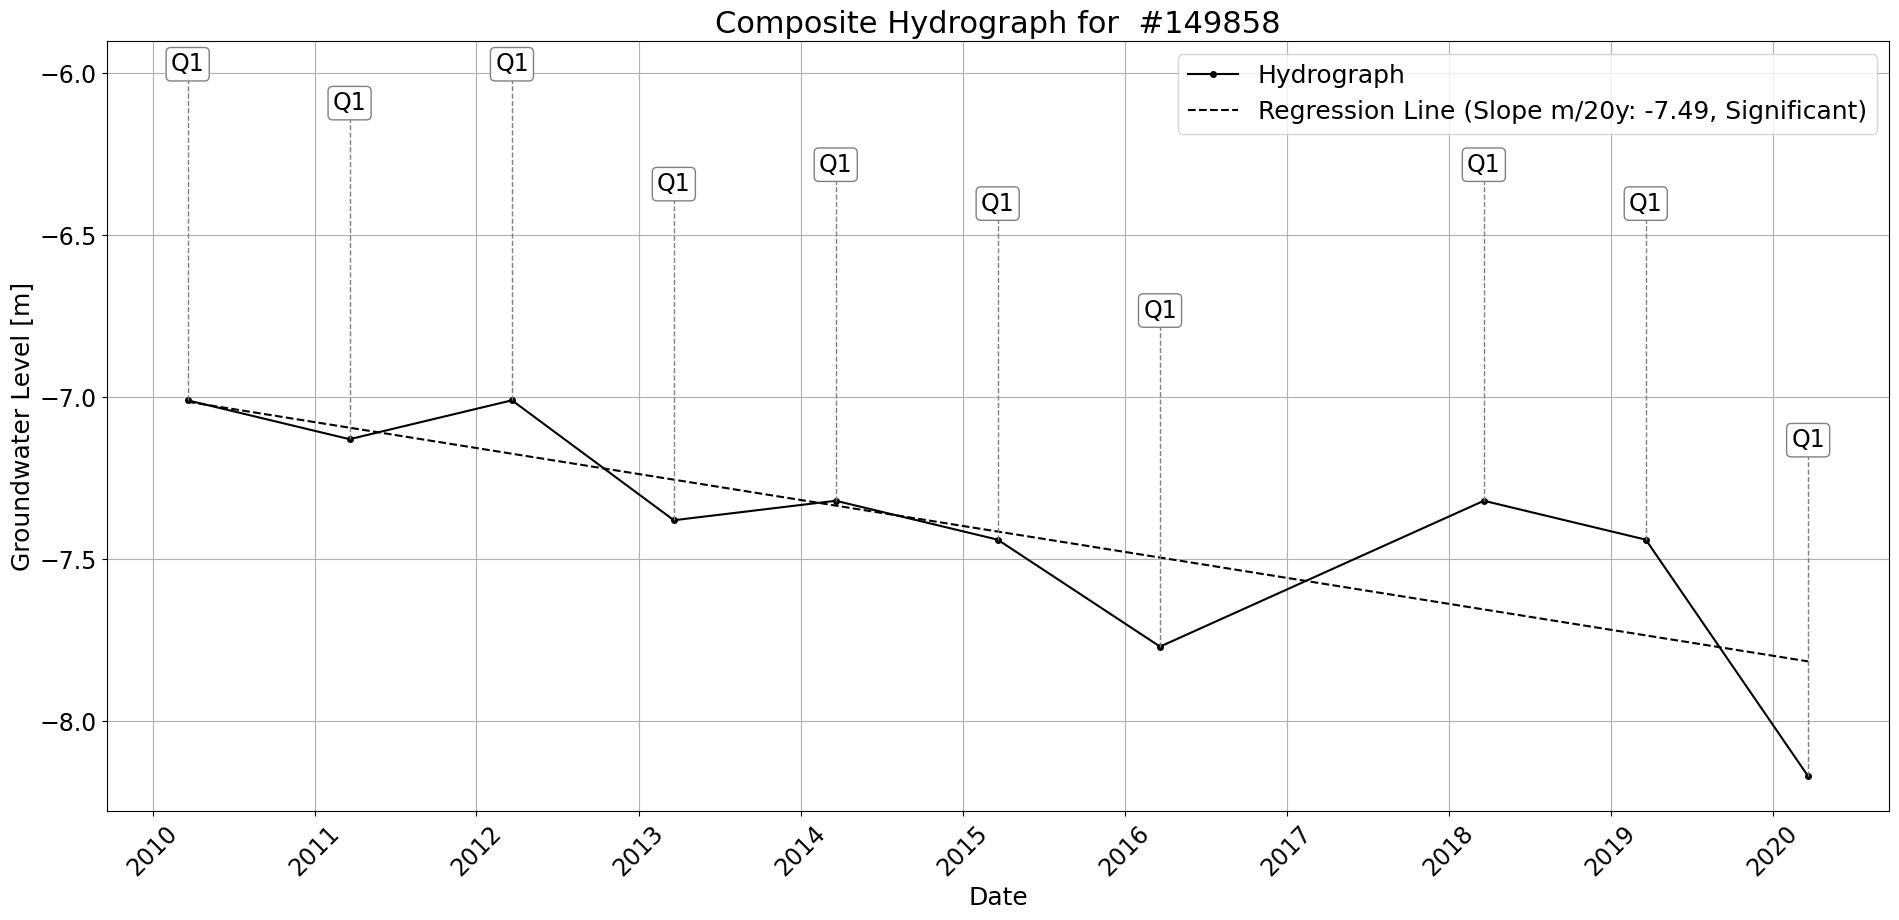 Composite Hydrograph for  #149858
Hydrograph
Regression Line (Slope m/20y: -7.49, Significant)
Q1
Q1
Q1
Q1
Q1
Q1
Q1
Q1
Q1
Q1
Groundwater Level [m]
−6.0
−6.5
−7.0
−7.5
−8.0
2010
2011
2012
2013
2014
2015
2016
2017
2018
2019
2020
Date